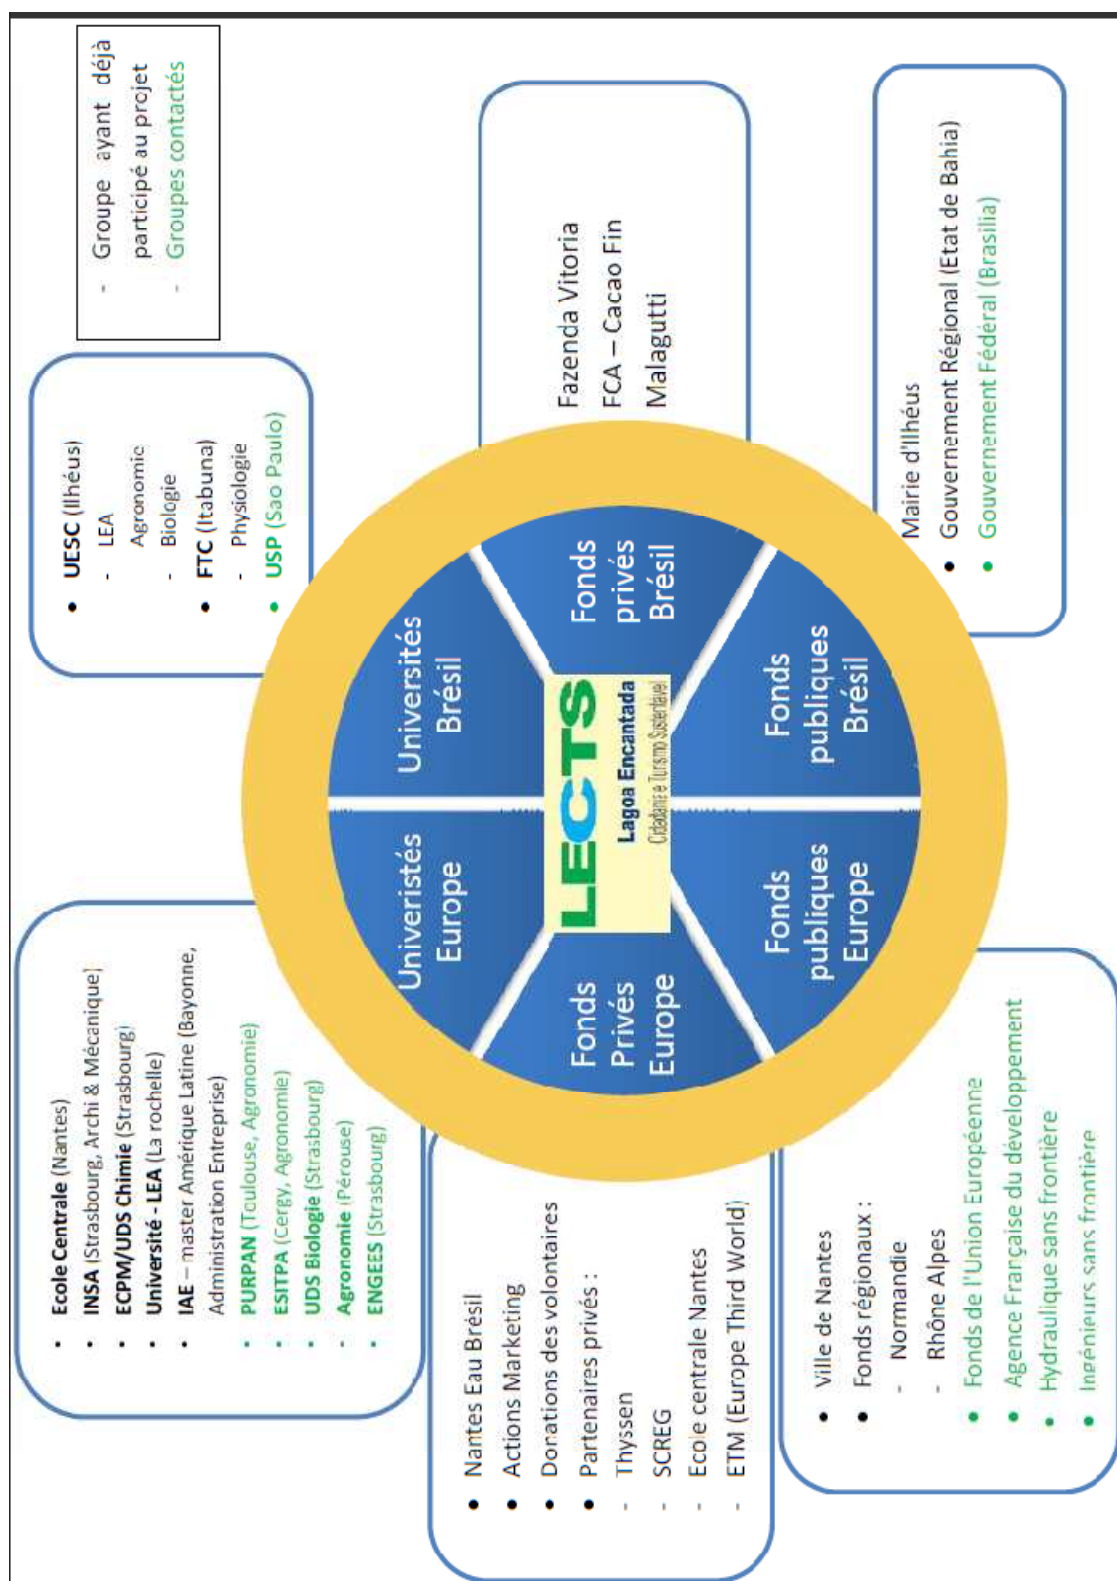 - Groupe ayant déjà
participé au projet
- Groupes contactés
• Ecole Centrale (Nantes)
• INSA (Strasbourg, Archi & Mécanique)
• ECPM/UDS Chimie (Strasbourg)
• Université - LEA (La rochelle)
• IAE – master Amérique Latine (Bayonne,
Administration Entreprise)
• PURPAN (Toulouse, Agronomie)
• ESITPA (Cergy, Agronomie)
• UDS Biologie (Strasbourg)
- Agronomie (Pérouse)
• ENGEES (Strasbourg)
• UESC (Ilhéus)
- LEA
Agronomic
- Biologie
• FTC (Itabuna)
- Physiologie
• USP (Sao Paulo)
Univeristés
Europe
Universités
Brésil
• Nantes Eau Brésil
• Actions Marketing
• Donations des volontaires
• Partenaires privés :
- Thyssen
- SCREG
- Ecole centrale Nantes
- ETM (Europe Third World)
Fonds
Privés
Europe
LECTS
Lagoa Encantada
Cidadania e Turismo Sustentável
Fonds
privés
Brésil
Fazenda Vitoria
FCA – Cacao Fin
Malagutti
Fonds
publiques
Europe
Fonds
publiques
Brésil
• Ville de Nantes
• Fonds régionaux :
- Normandie
- Rhône Alpes
• Fonds de l'Union Européenne
• Agence Française du développement
• Hydraulique sans frontière
• Ingénieurs sans frontière
Mairie d'Ilhéus
• Gouvernement Régional (Etat de Bahia)
• Gouvernement Fédéral (Brasilia)